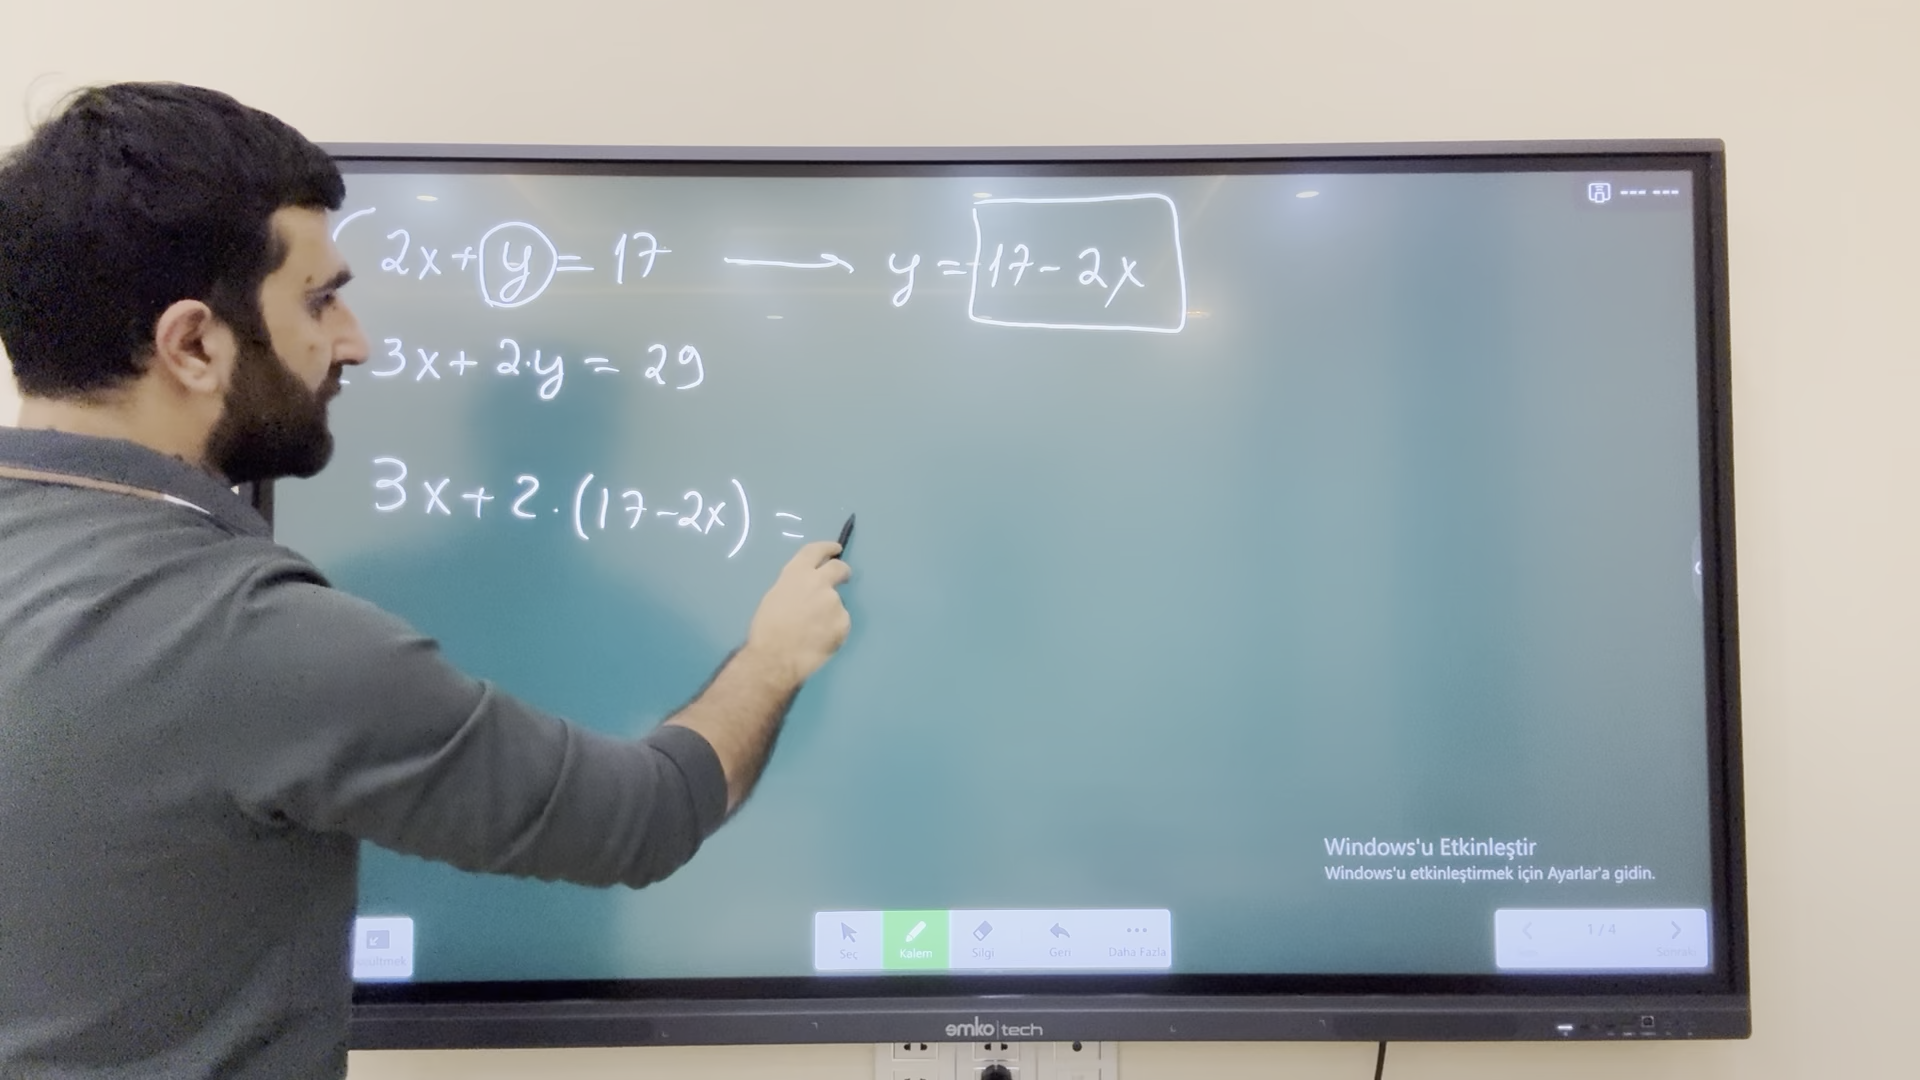 2x+y=17 → y=17-2x
3x+2·y=29
3x+2·(17-2x)=
Windows'u Etkinleştir
Windows'u etkinleştirmek için Ayarlar'a gidin.
Seç Kalem Silgi Geri Daha Fazla
1/4
Sonraki
emko|tech